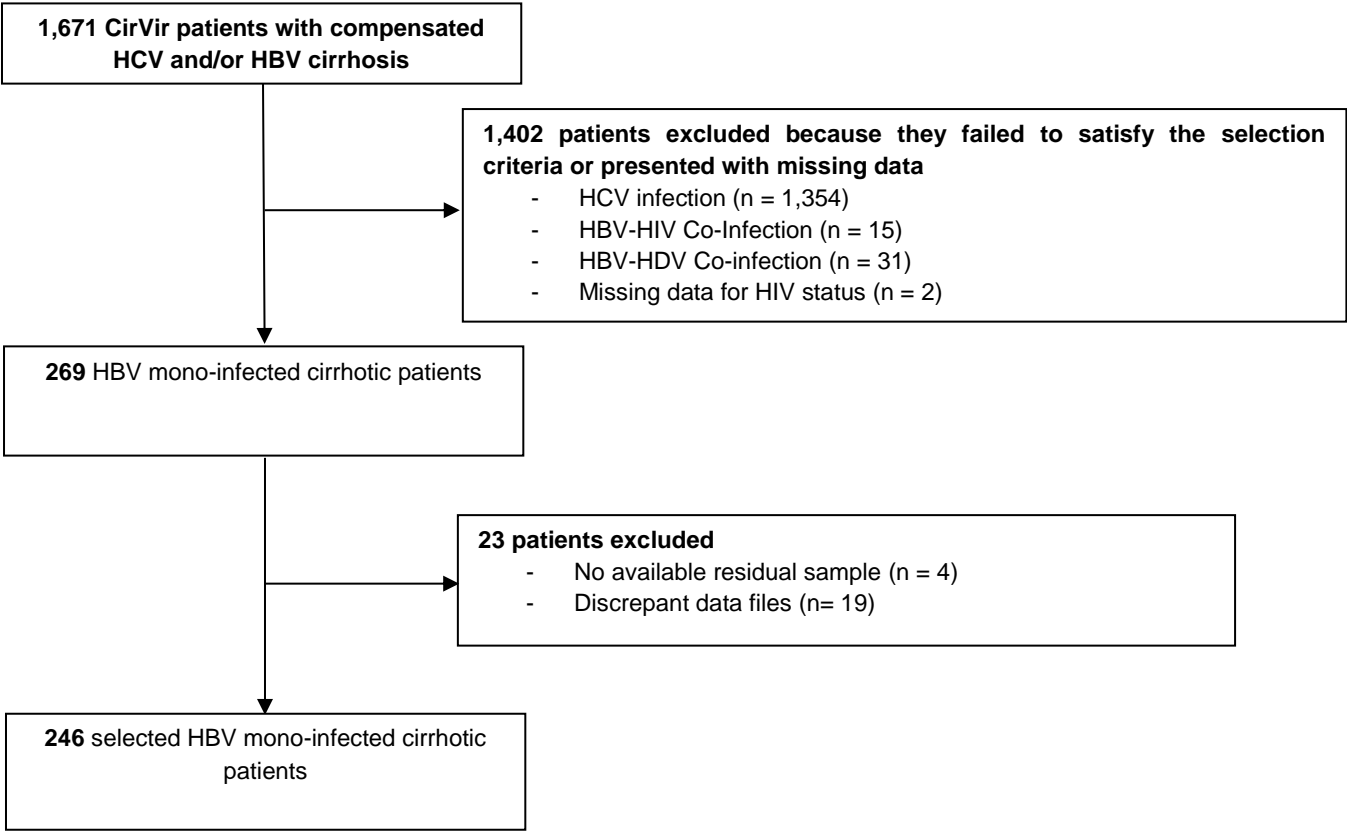 1,671 CirVir patients with compensated
HCV and/or HBV cirrhosis
1,402 patients excluded because they failed to satisfy the selection
criteria or presented with missing data
- HCV infection (n = 1,354)
- HBV-HIV Co-Infection (n = 15)
- HBV-HDV Co-infection (n = 31)
- Missing data for HIV status (n = 2)
269 HBV mono-infected cirrhotic patients
23 patients excluded
- No available residual sample (n = 4)
- Discrepant data files (n= 19)
246 selected HBV mono-infected cirrhotic
patients